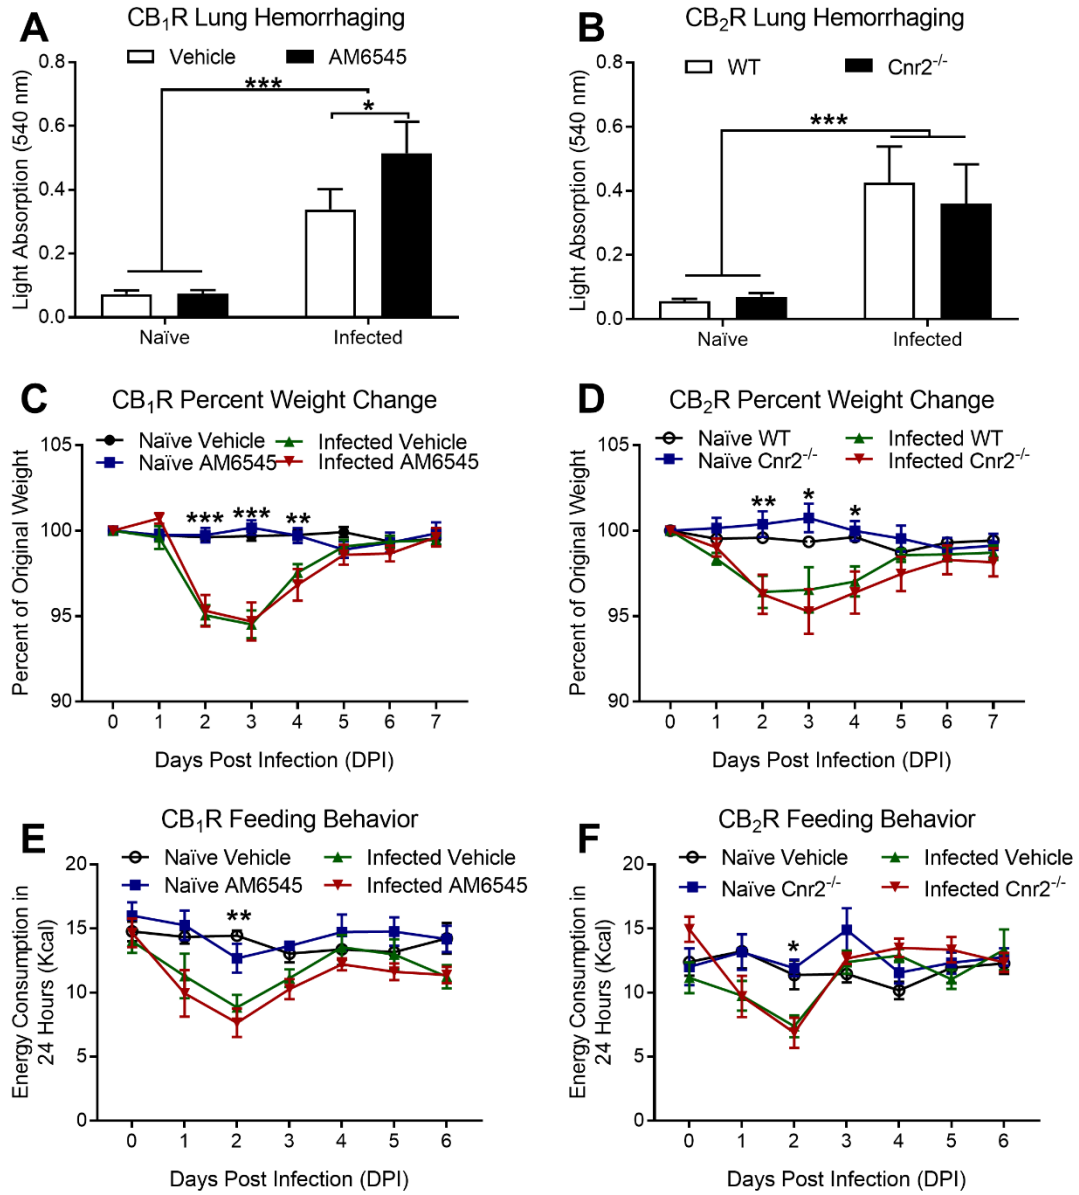 A
CB₁R Lung Hemorrhaging
Vehicle AM6545
Light Absorption (540 nm)
0.8
0.6
0.4
0.2
0.0
***
*
Naïve Infected
B
CB₂R Lung Hemorrhaging
WT Cnr2⁻/⁻
Light Absorption (540 nm)
0.8
0.6
0.4
0.2
0.0
***
Naïve Infected
C
CB₁R Percent Weight Change
Naïve Vehicle Infected Vehicle
Naïve AM6545 Infected AM6545
Percent of Original Weight
105
100
95
90
*** *** **
0 1 2 3 4 5 6 7
Days Post Infection (DPI)
D
CB₂R Percent Weight Change
Naïve WT Infected WT
Naïve Cnr2⁻/⁻ Infected Cnr2⁻/⁻
Percent of Original Weight
105
100
95
90
** * *
0 1 2 3 4 5 6 7
Days Post Infection (DPI)
E
CB₁R Feeding Behavior
Naïve Vehicle Infected Vehicle
Naïve AM6545 Infected AM6545
Energy Consumption in
24 Hours (Kcal)
20
15
10
5
0
**
0 1 2 3 4 5 6
Days Post Infection (DPI)
F
CB₂R Feeding Behavior
Naïve Vehicle Infected Vehicle
Naïve Cnr2⁻/⁻ Infected Cnr2⁻/⁻
Energy Consumption in
24 Hours (Kcal)
20
15
10
5
0
*
0 1 2 3 4 5 6
Days Post Infection (DPI)